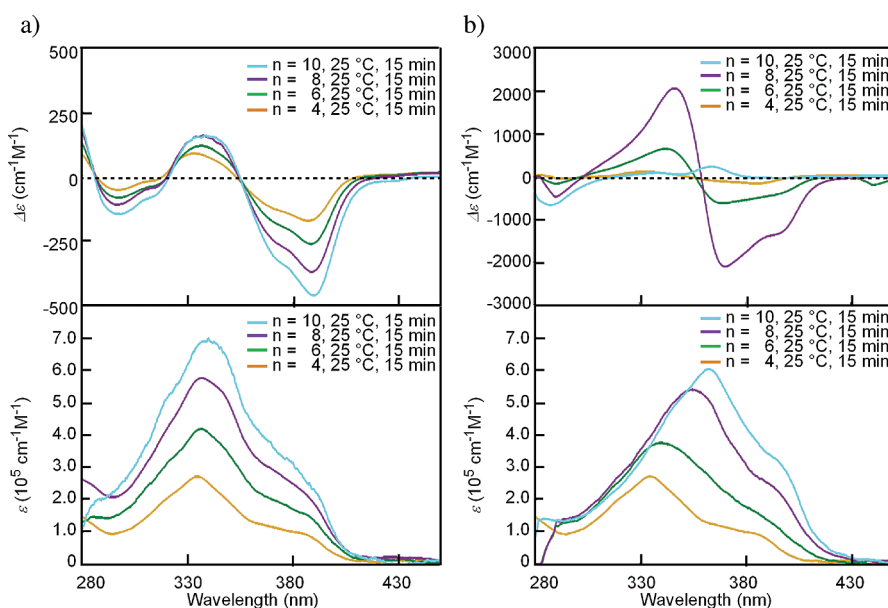 a)
500
250
0
-250
-500
Δε (cm-1M-1)
n = 10, 25 °C, 15 min
n = 8, 25 °C, 15 min
n = 6, 25 °C, 15 min
n = 4, 25 °C, 15 min
7.0
6.0
5.0
4.0
3.0
2.0
1.0
0
ε (10^5 cm-1M-1)
n = 10, 25 °C, 15 min
n = 8, 25 °C, 15 min
n = 6, 25 °C, 15 min
n = 4, 25 °C, 15 min
280 330 380 430
Wavelength (nm)
b)
3000
2000
1000
0
-1000
-2000
-3000
Δε (cm-1M-1)
n = 10, 25 °C, 15 min
n = 8, 25 °C, 15 min
n = 6, 25 °C, 15 min
n = 4, 25 °C, 15 min
7.0
6.0
5.0
4.0
3.0
2.0
1.0
0
ε (10^5 cm-1M-1)
n = 10, 25 °C, 15 min
n = 8, 25 °C, 15 min
n = 6, 25 °C, 15 min
n = 4, 25 °C, 15 min
280 330 380 430
Wavelength (nm)